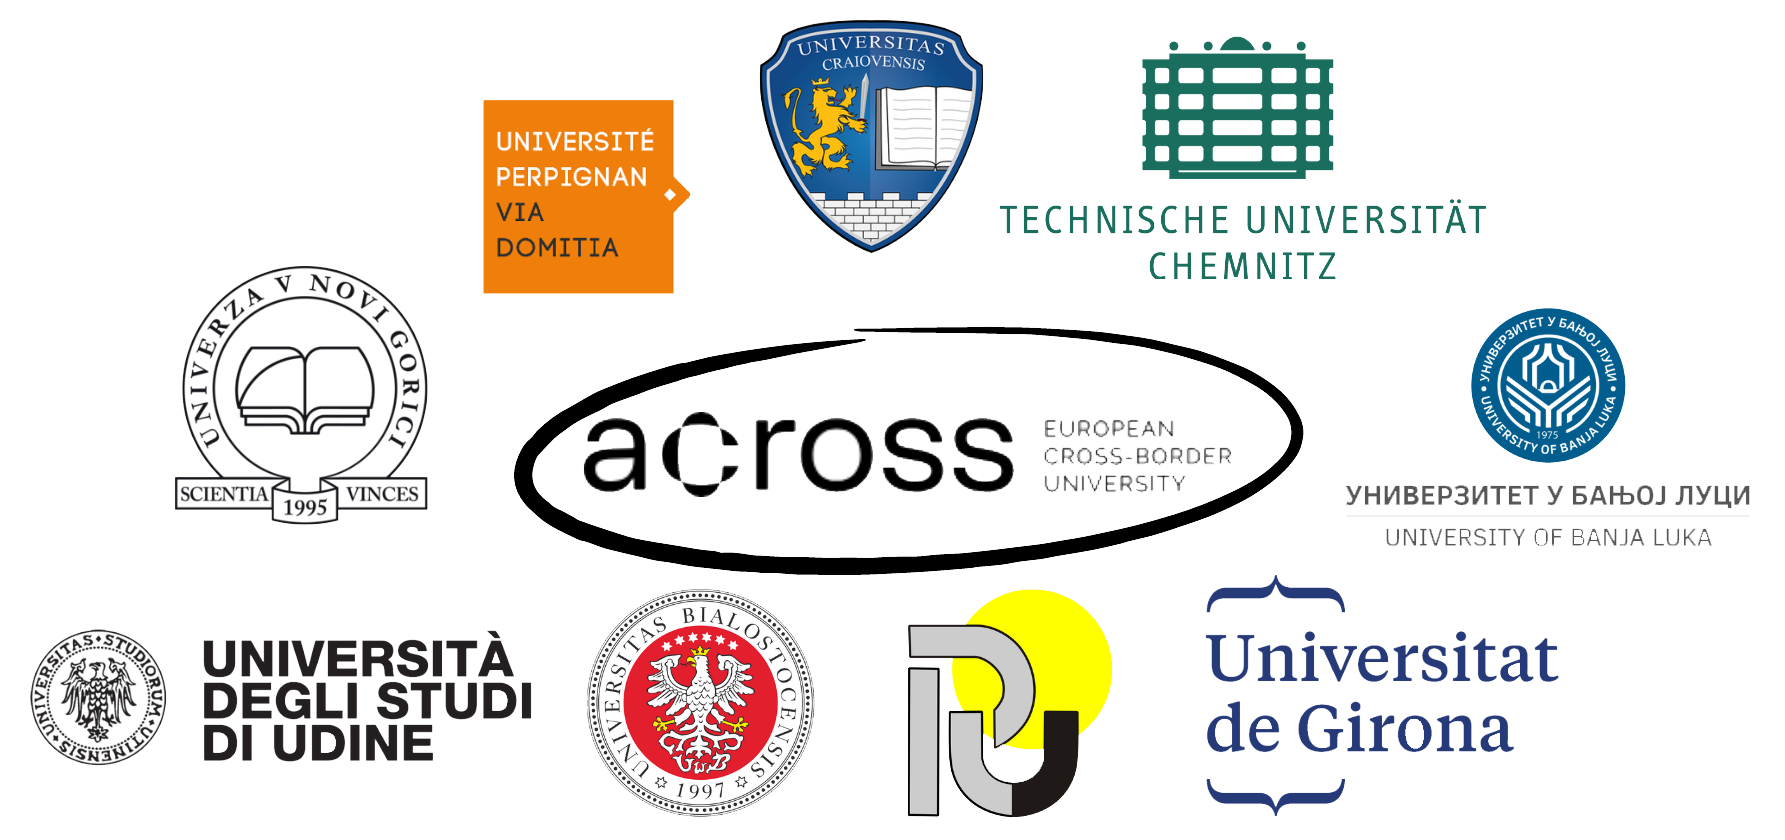 UNIVERSITAS
CRAIOVENSIS
UNIVERSITÉ
PERPIGNAN
VIA
DOMITIA
TECHNISCHE UNIVERSITÄT
CHEMNITZ
UNIVERZA V NOVI GORICI
SCIENTIA
1995
VINCES
across
EUROPEAN
CROSS-BORDER
UNIVERSITY
УНИВЕРЗИТЕТ У БАЊОЈ ЛУЦИ
1975
UNIVERSITY OF BANJA LUKA
УНИВЕРЗИТЕТ У БАЊОЈ ЛУЦИ
UNIVERSITY OF BANJA LUKA
UNIVERSITAS STUDIORUM UTINENSIS
UNIVERSITÀ
DEGLI STUDI
DI UDINE
UNIVERSITAS BIALOSTOCENSIS
UwB
1997
PU
Universitat
de Girona